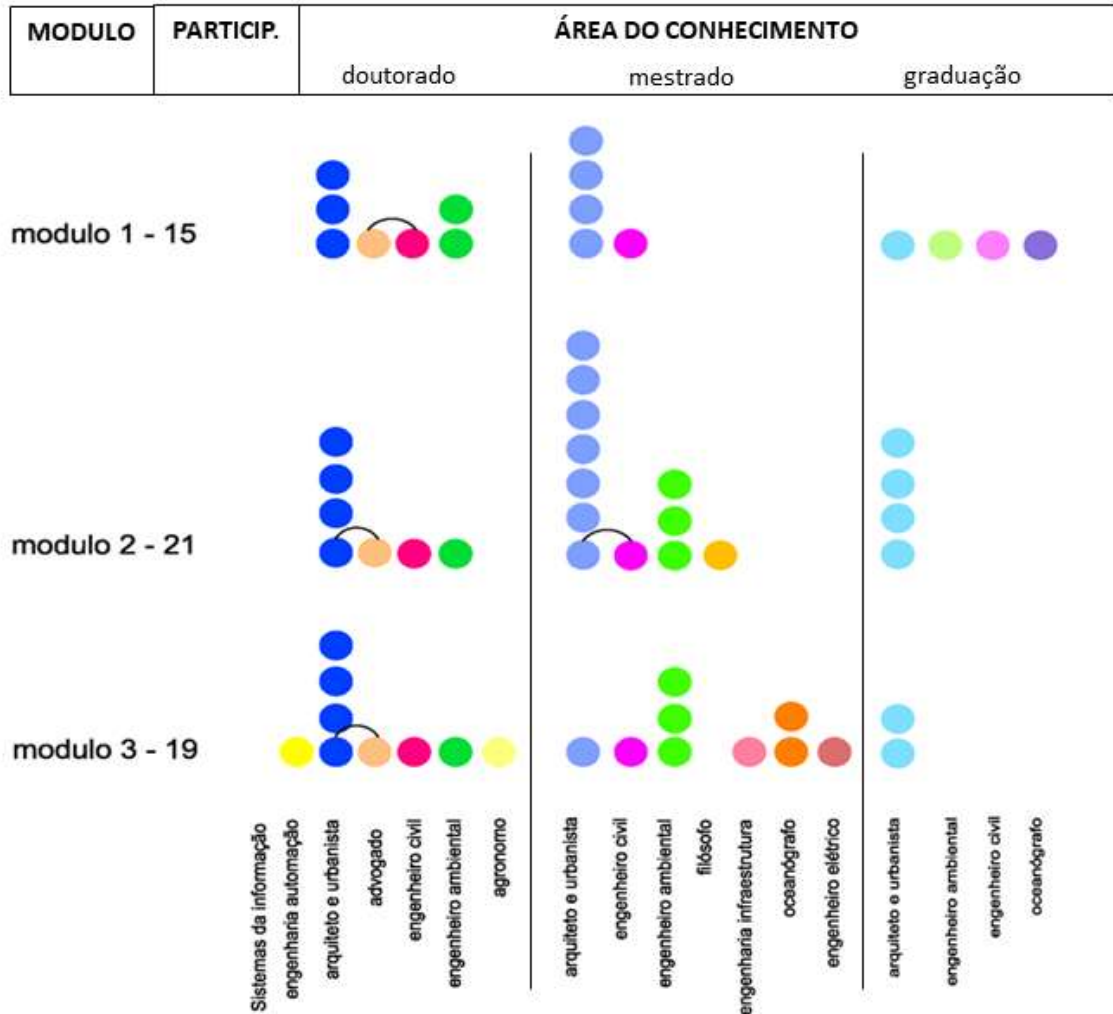 MODULO
PARTICIP.
ÁREA DO CONHECIMENTO
doutorado
mestrado
graduação
modulo 1 - 15
modulo 2 - 21
modulo 3 - 19
Sistemas da informação
engenharia automação
arquiteto e urbanista
advogado
engenheiro civil
engenheiro ambiental
agronomo
arquiteto e urbanista
engenheiro civil
engenheiro ambiental
filósofo
engenharia infraestrutura
oceanógrafo
engenheiro elétrico
arquiteto e urbanista
engenheiro ambiental
engenheiro civil
oceanógrafo